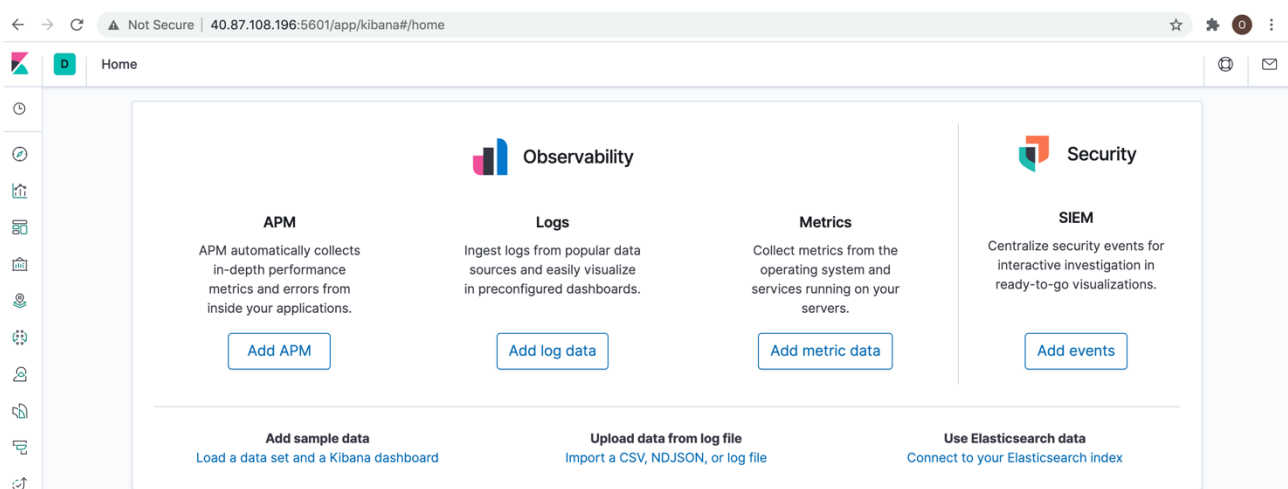 Not Secure | 40.87.108.196:5601/app/kibana#/home
O
D
Home
Observability
Security
APM
APM automatically collects
in-depth performance
metrics and errors from
inside your applications.
Add APM
Logs
Ingest logs from popular data
sources and easily visualize
in preconfigured dashboards.
Add log data
Metrics
Collect metrics from the
operating system and
services running on your
servers.
Add metric data
SIEM
Centralize security events for
interactive investigation in
ready-to-go visualizations.
Add events
Add sample data
Load a data set and a Kibana dashboard
Upload data from log file
Import a CSV, NDJSON, or log file
Use Elasticsearch data
Connect to your Elasticsearch index